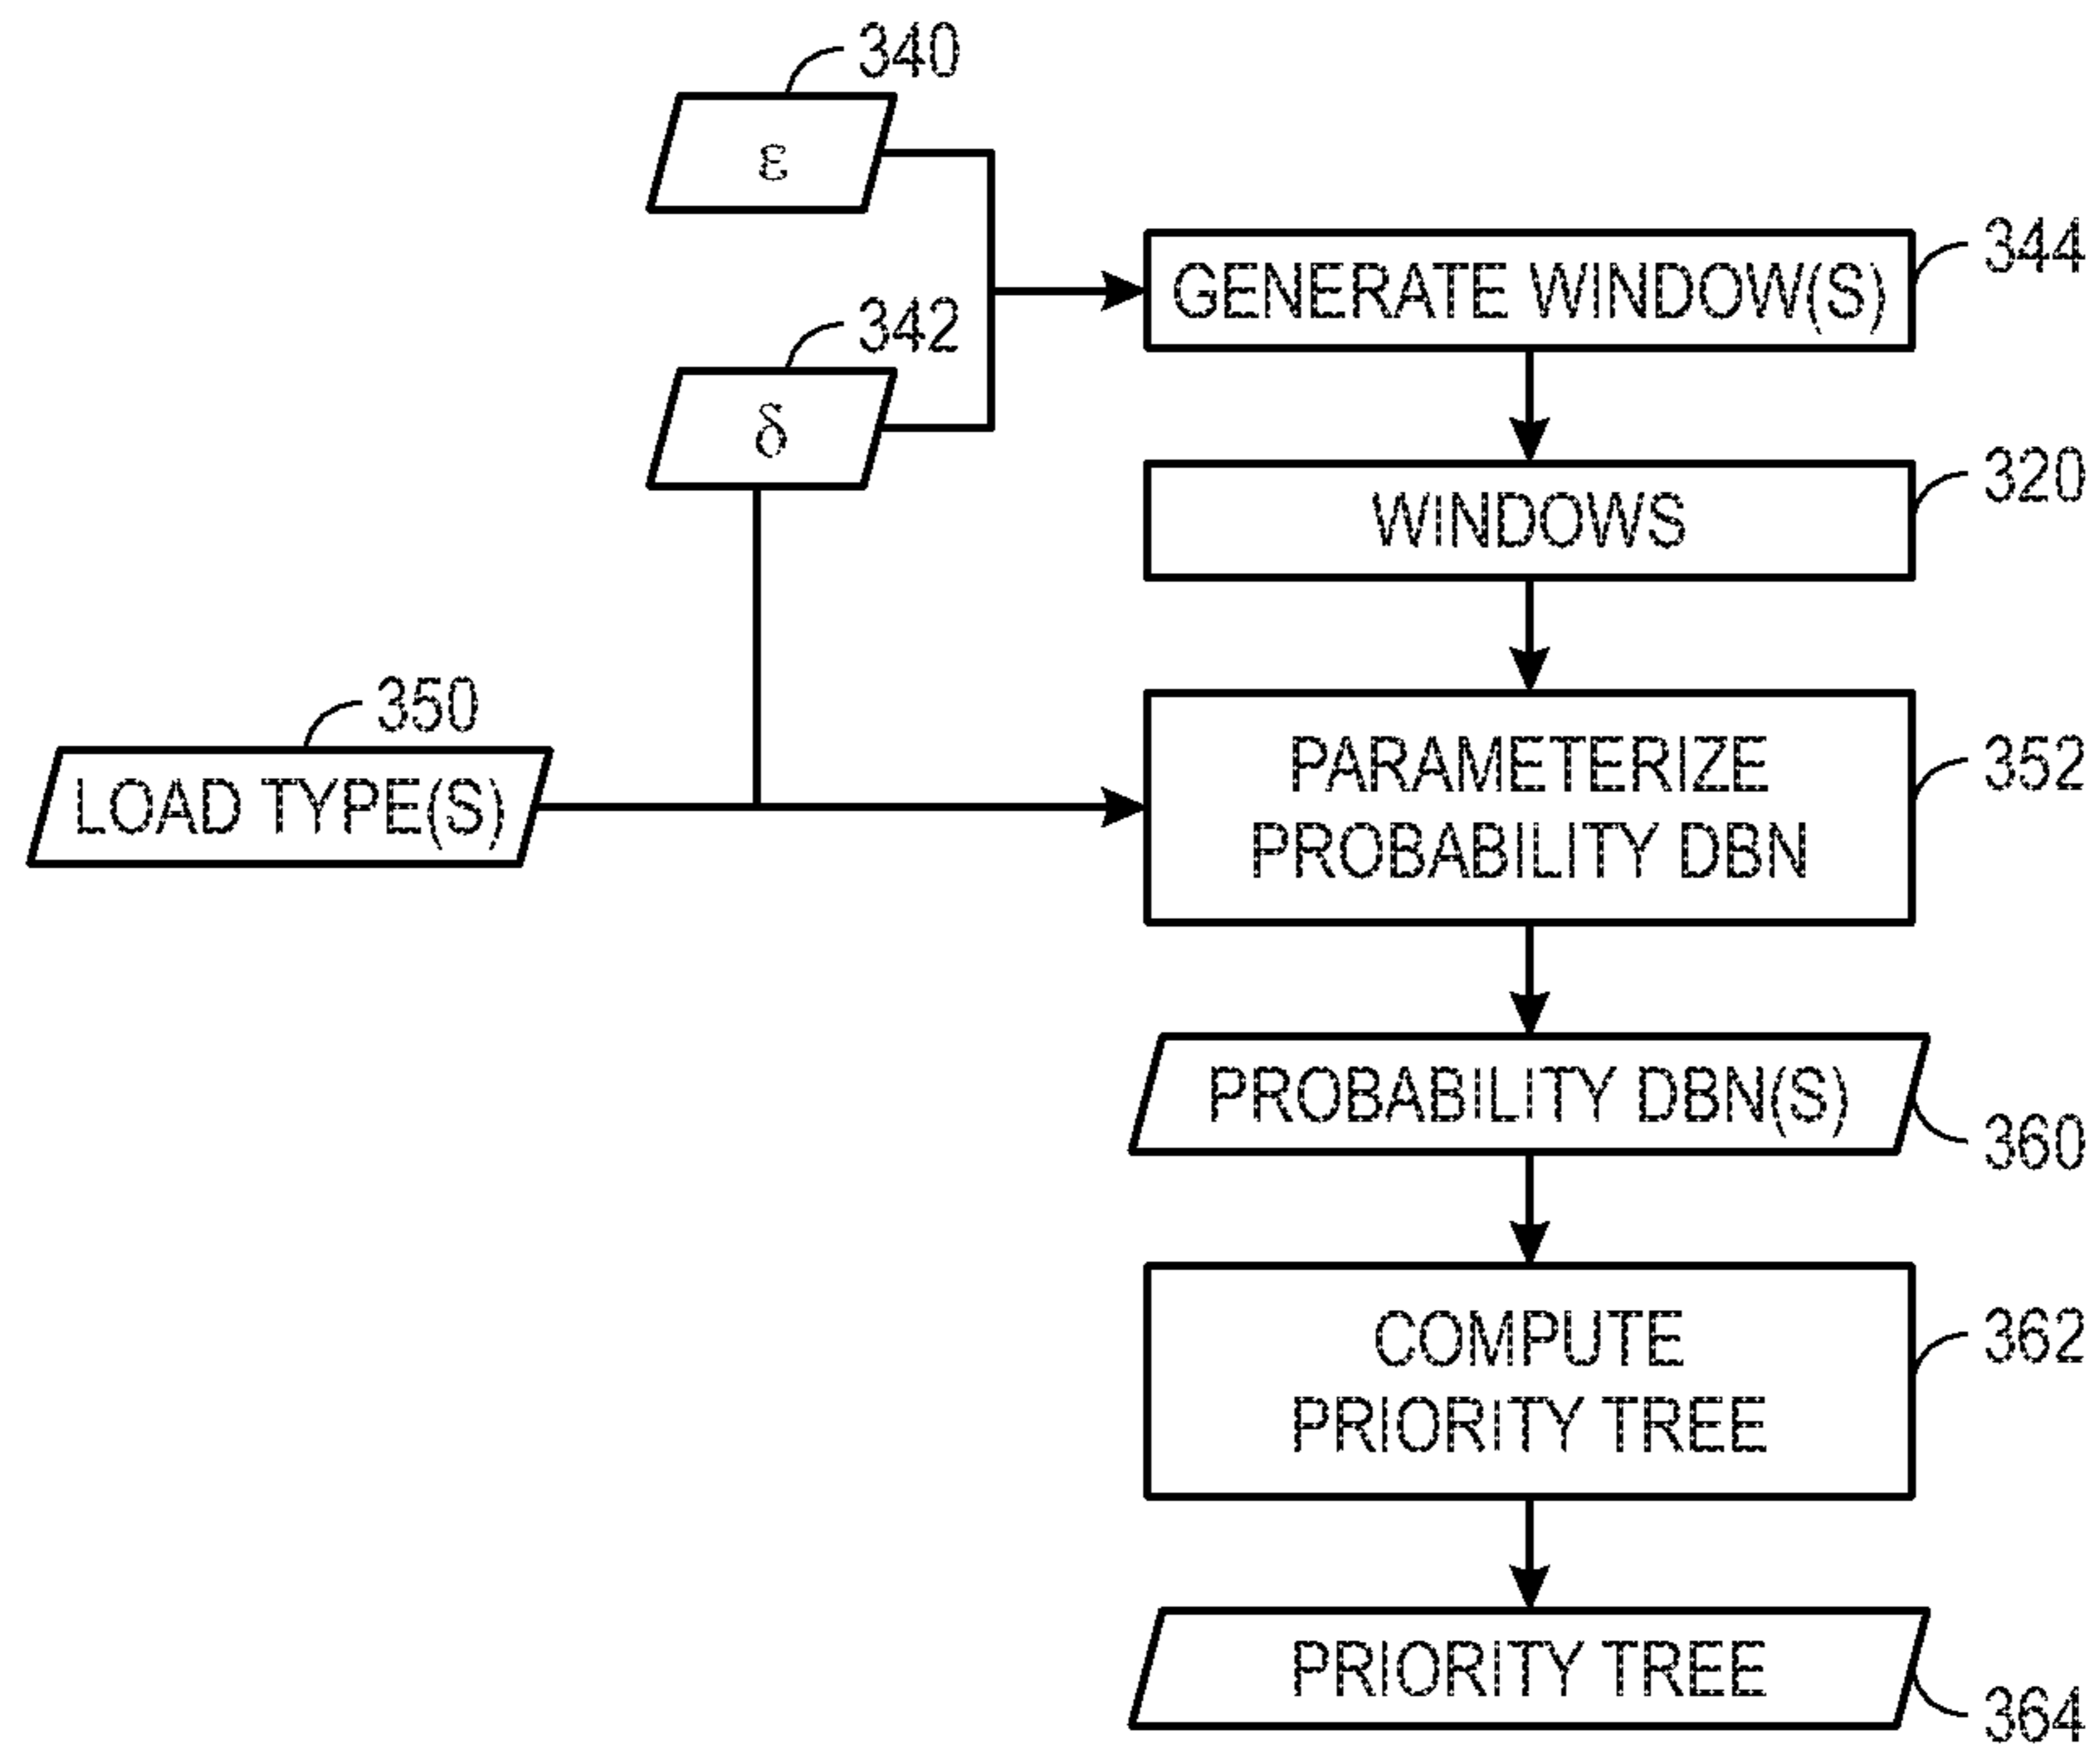 340
ε
344
GENERATE WINDOW(S)
342
δ
320
WINDOWS
350
LOAD TYPE(S)
352
PARAMETERIZE
PROBABILITY DBN
PROBABILITY DBN(S)
360
362
COMPUTE
PRIORITY TREE
PRIORITY TREE
364